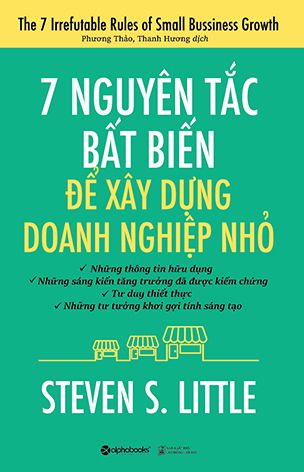 The 7 Irrefutable Rules of Small Bussiness Growth
Phương Thảo, Thanh Hương dịch
7 NGUYÊN TẮC
BẤT BIẾN
ĐỂ XÂY DỰNG
DOANH NGHIỆP NHỎ
✓ Những thông tin hữu dụng
✓ Những sáng kiến tăng trưởng đã được kiểm chứng
✓ Tư duy thiết thực
✓ Những tư tưởng khơi gợi tính sáng tạo
STEVEN S. LITTLE
alphabooks